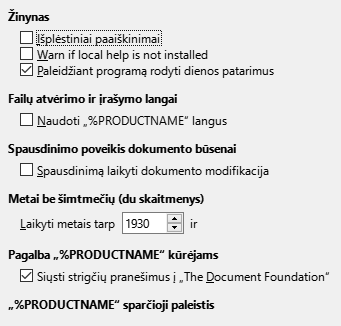 Žinynas
Išplėstiniai paaiškinimai
Warn if local help is not installed
Paleidžiant programą rodyti dienos patarimus
Failų atvėrimo ir įrašymo langai
Naudoti „%PRODUCTNAME“ langus
Spausdinimo poveikis dokumento būsenai
Spausdinimą laikyti dokumento modifikacija
Metai be šimtmečių (du skaitmenys)
Laikyti metais tarp 1930 ir
Pagalba „%PRODUCTNAME“ kūrėjams
Siųsti strigčių pranešimus į „The Document Foundation“
„%PRODUCTNAME“ sparčioji paleistis